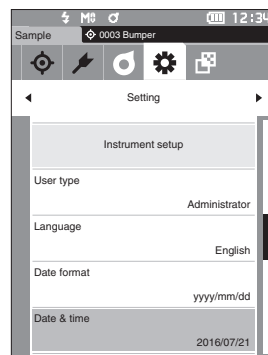 M 12:34
Sample 0003 Bumper
Setting
Instrument setup
User type
Administrator
Language
English
Date format
yyyy/mm/dd
Date & time
2016/07/21